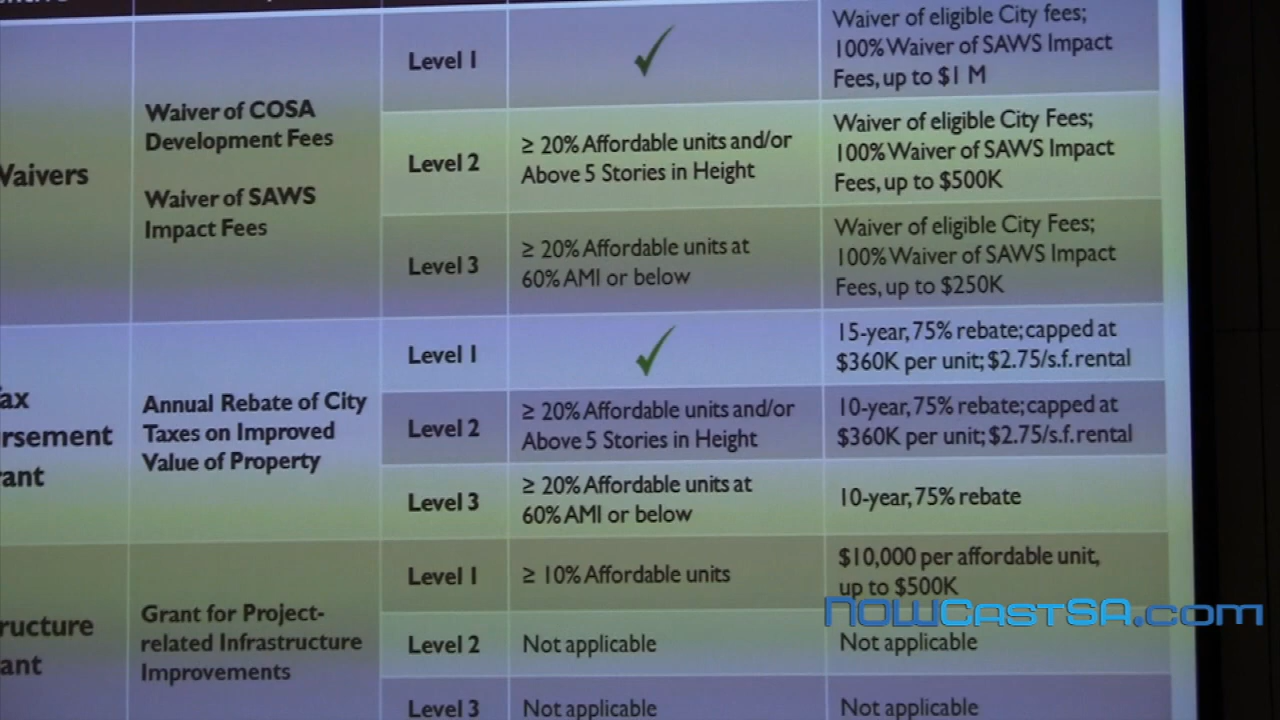 Waiver of eligible City fees;
100% Waiver of SAWS Impact
Fees, up to $1 M
Level 1
Waivers
Waiver of COSA
Development Fees
Waiver of SAWS
Impact Fees
Level 2
≥ 20% Affordable units and/or
Above 5 Stories in Height
Waiver of eligible City Fees;
100% Waiver of SAWS Impact
Fees, up to $500K
Level 3
≥ 20% Affordable units at
60% AMI or below
Waiver of eligible City Fees;
100% Waiver of SAWS Impact
Fees, up to $250K
ax
rsement
rant
Annual Rebate of City
Taxes on Improved
Value of Property
Level 1
15-year, 75% rebate; capped at
$360K per unit; $2.75/s.f. rental
Level 2
≥ 20% Affordable units and/or
Above 5 Stories in Height
10-year, 75% rebate; capped at
$360K per unit; $2.75/s.f. rental
Level 3
≥ 20% Affordable units at
60% AMI or below
10-year, 75% rebate
ructure
ant
Grant for Project-
related Infrastructure
Improvements
Level 1
≥ 10% Affordable units
$10,000 per affordable unit,
up to $500K
Level 2
Not applicable
Not applicable
Level 3
Not applicable
Not applicable
NOWCASTSA.com